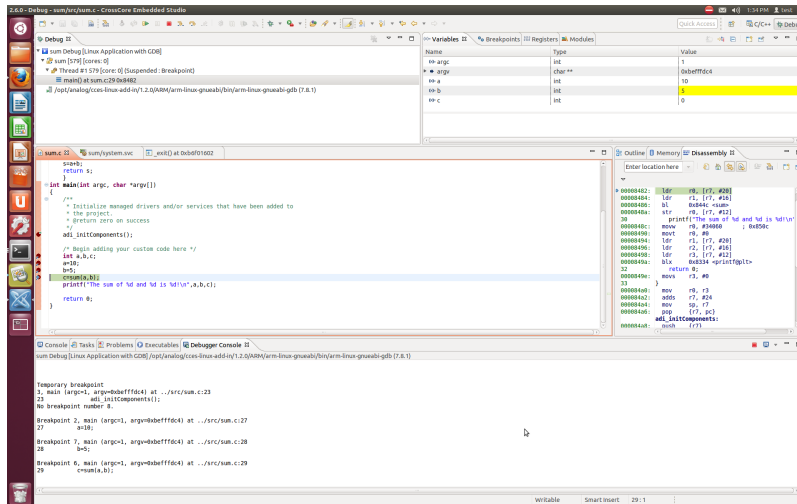 2.6.0 - Debug - sum/src/sum.c - CrossCore Embedded Studio
1:34 PM
test
Quick Access
C/C++
Debug
sum Debug [Linux Application with GDB]
sum [579] [cores: 0]
Thread #1 579 [core: 0] (Suspended : Breakpoint)
main() at sum.c:29 0x8482
/opt/analog/cces-linux-add-in/1.2.0/ARM/arm-linux-gnueabi/bin/arm-linux-gnueabi-gdb (7.8.1)
Variables
Breakpoints
Registers
Modules
Name Type Value
argc int 1
argv char ** 0xbefffdc4
a int 10
b int 5
c int 0
sum.c
sum/system.svc
_exit() at 0xb6f01602
s=a+b;
return s;
}
int main(int argc, char *argv[])
{
/**
* Initialize managed drivers and/or services that have been added to
* the project.
* @return zero on success
*/
adi_initComponents();
/* Begin adding your custom code here */
int a,b,c;
a=10;
b=5;
c=sum(a,b);
printf("The sum of %d and %d is %d!\n",a,b,c);
return 0;
}
Outline
Memory
Disassembly
Enter location here
00008482: ldr r0, [r7, #20]
00008484: ldr r1, [r7, #16]
00008486: bl 0x844c <sum>
0000848a: str r0, [r7, #12]
30 printf("The sum of %d and %d is %d!\n"
0000848c: movw r0, #34060 ; 0x850c
00008490: movt r0, #0
00008494: ldr r1, [r7, #20]
00008496: ldr r2, [r7, #16]
00008498: ldr r3, [r7, #12]
0000849a: blx 0x8334 <printf@plt>
32 return 0;
0000849e: movs r3, #0
33 }
000084a0: mov r0, r3
000084a2: adds r7, #24
000084a4: mov sp, r7
000084a6: pop {r7, pc}
adi_initComponents:
000084a8: push {r7}
Console
Tasks
Problems
Executables
Debugger Console
sum Debug [Linux Application with GDB] /opt/analog/cces-linux-add-in/1.2.0/ARM/arm-linux-gnueabi/bin/arm-linux-gnueabi-gdb (7.8.1)
Temporary breakpoint
3, main (argc=1, argv=0xbefffdc4) at ../src/sum.c:23
23 adi_initComponents();
No breakpoint number 8.
Breakpoint 2, main (argc=1, argv=0xbefffdc4) at ../src/sum.c:27
27 a=10;
Breakpoint 7, main (argc=1, argv=0xbefffdc4) at ../src/sum.c:28
28 b=5;
Breakpoint 6, main (argc=1, argv=0xbefffdc4) at ../src/sum.c:29
29 c=sum(a,b);
Writable
Smart Insert
29 : 1